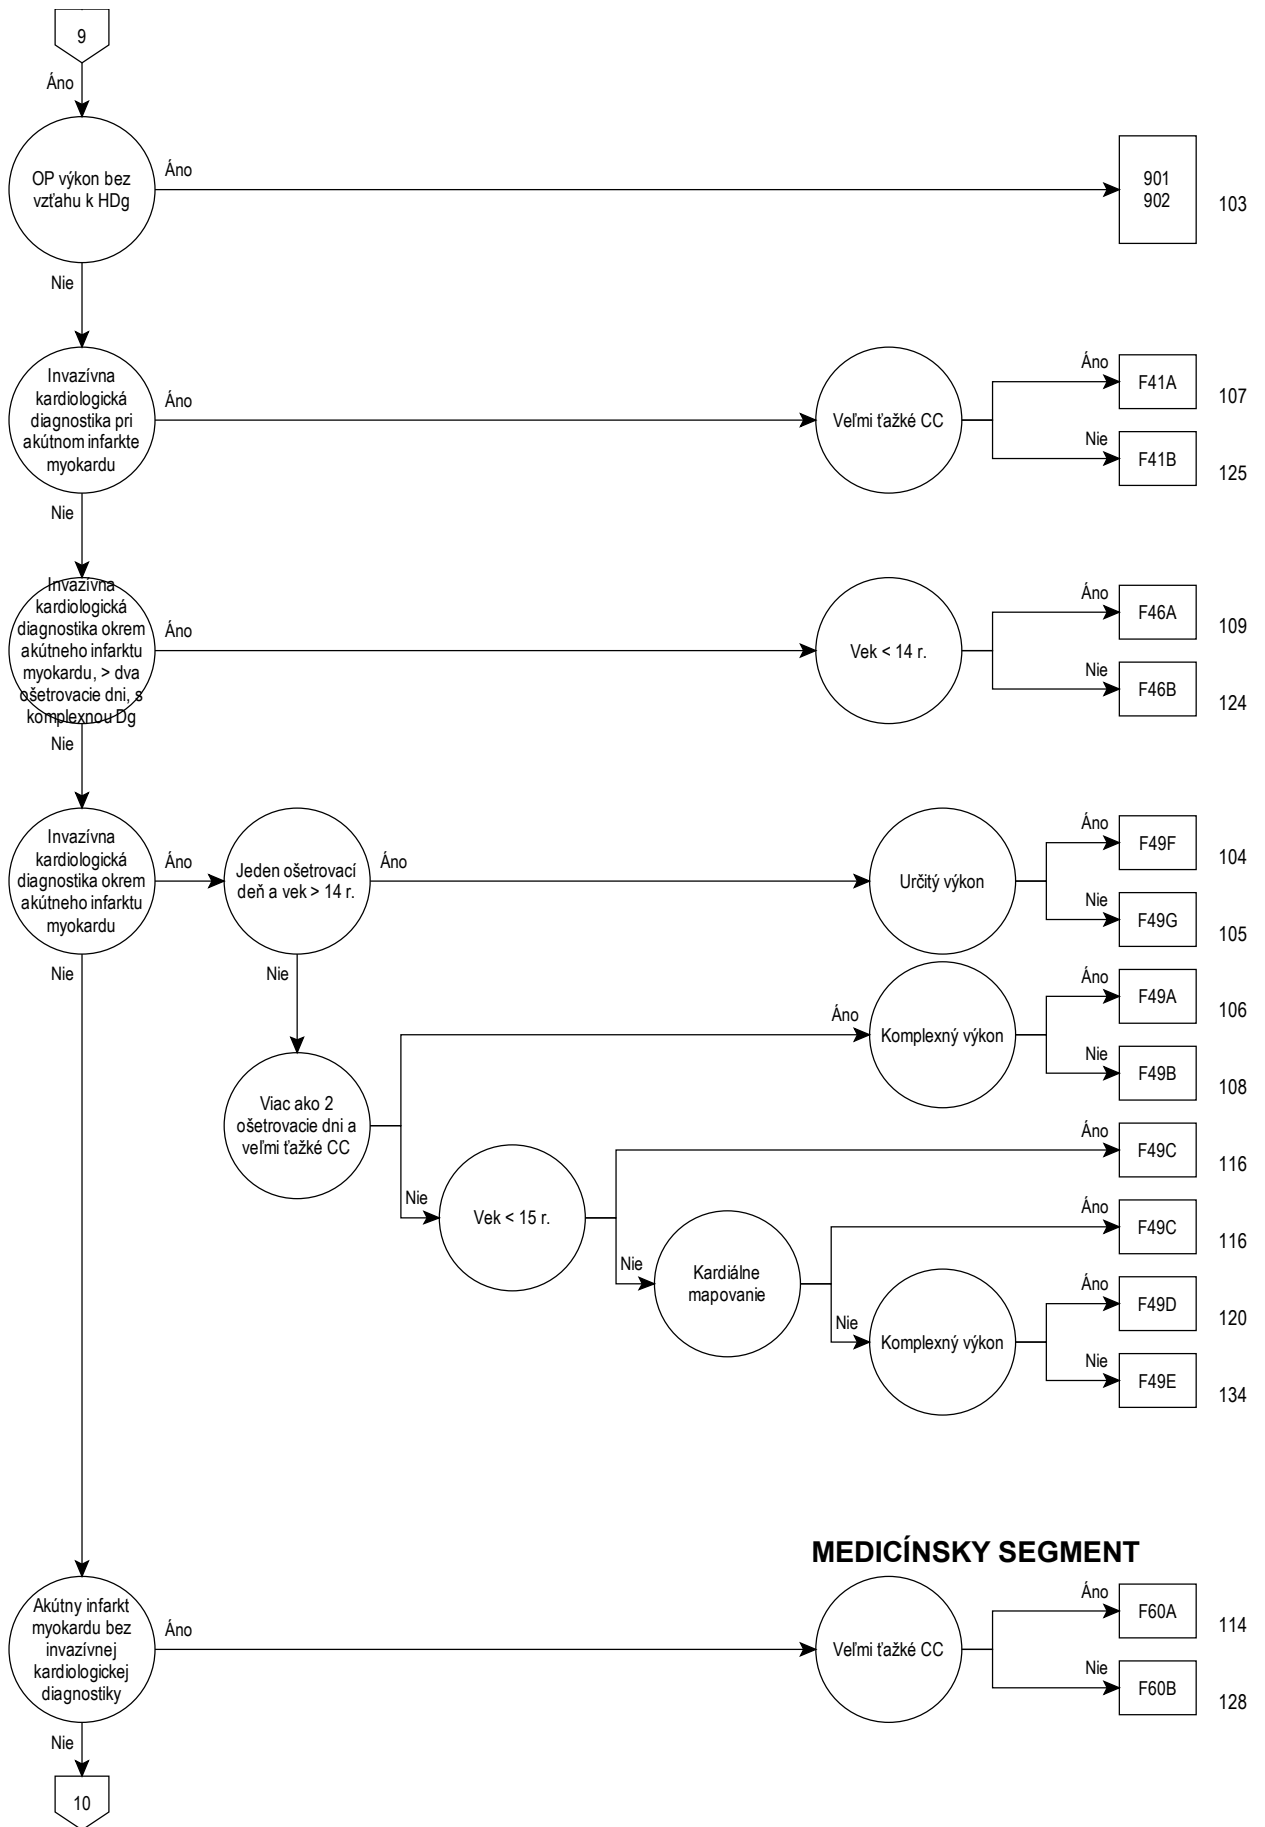 9
Áno
OP výkon bez
vzťahu k HDg
Áno
901
902
103
Nie
Invazívna
kardiologická
diagnostika pri
akútnom infarkte
myokardu
Áno
Veľmi ťažké CC
Áno
F41A
107
Nie
F41B
125
Nie
Invazívna
kardiologická
diagnostika okrem
akútneho infarktu
myokardu, > dva
ošetrovacie dni, s
komplexnou Dg
Áno
Vek < 14 r.
Áno
F46A
109
Nie
F46B
124
Nie
Invazívna
kardiologická
diagnostika okrem
akútneho infarktu
myokardu
Áno
Jeden ošetrovací
deň a vek > 14 r.
Áno
Určitý výkon
Áno
F49F
104
Nie
F49G
105
Nie
Nie
Viac ako 2
ošetrovacie dni a
veľmi ťažké CC
Áno
Komplexný výkon
Áno
F49A
106
Nie
F49B
108
Nie
Vek < 15 r.
Áno
F49C
116
Nie
Kardiálne
mapovanie
Áno
F49C
116
Nie
Komplexný výkon
Áno
F49D
120
Nie
F49E
134
MEDICÍNSKY SEGMENT
Akútny infarkt
myokardu bez
invazívnej
kardiologickej
diagnostiky
Áno
Veľmi ťažké CC
Áno
F60A
114
Nie
F60B
128
Nie
10